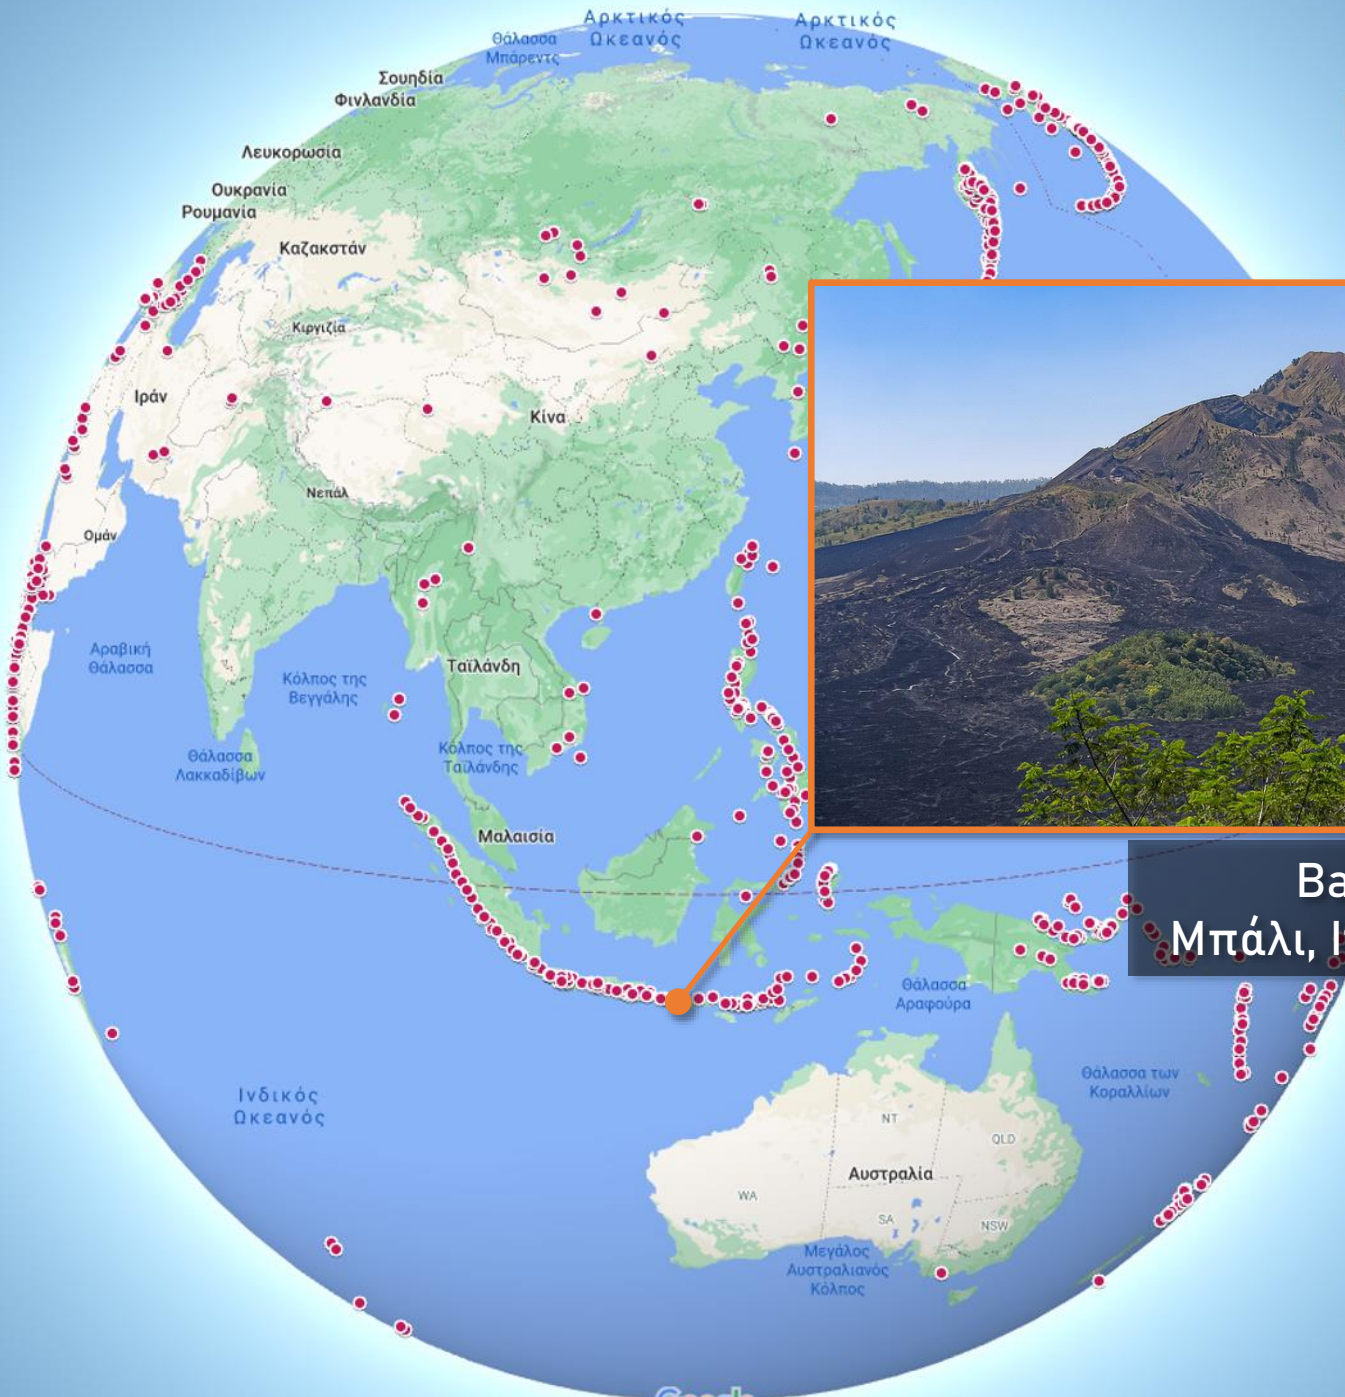 Αρκτικός
Ωκεανός
Αρκτικός
Ωκεανός
Θάλασσα
Μπάρεντς
Σουηδία
Φινλανδία
Λευκορωσία
Ουκρανία
Ρουμανία
Καζακστάν
Κιργιζία
Ιράν
Κίνα
Νεπάλ
Ομάν
Αραβική
Θάλασσα
Κόλπος της
Βεγγάλης
Ταϊλάνδη
Θάλασσα
Λακκαδίβων
Κόλπος της
Ταϊλάνδης
Μαλαισία
Μπάλι,
Θάλασσα
Αραφούρα
Θάλασσα των
Κοραλλίων
Ινδικός
Ωκεανός
NT
QLD
Αυστραλία
WA
SA
NSW
Μεγάλος
Αυστραλιανός
Κόλπος